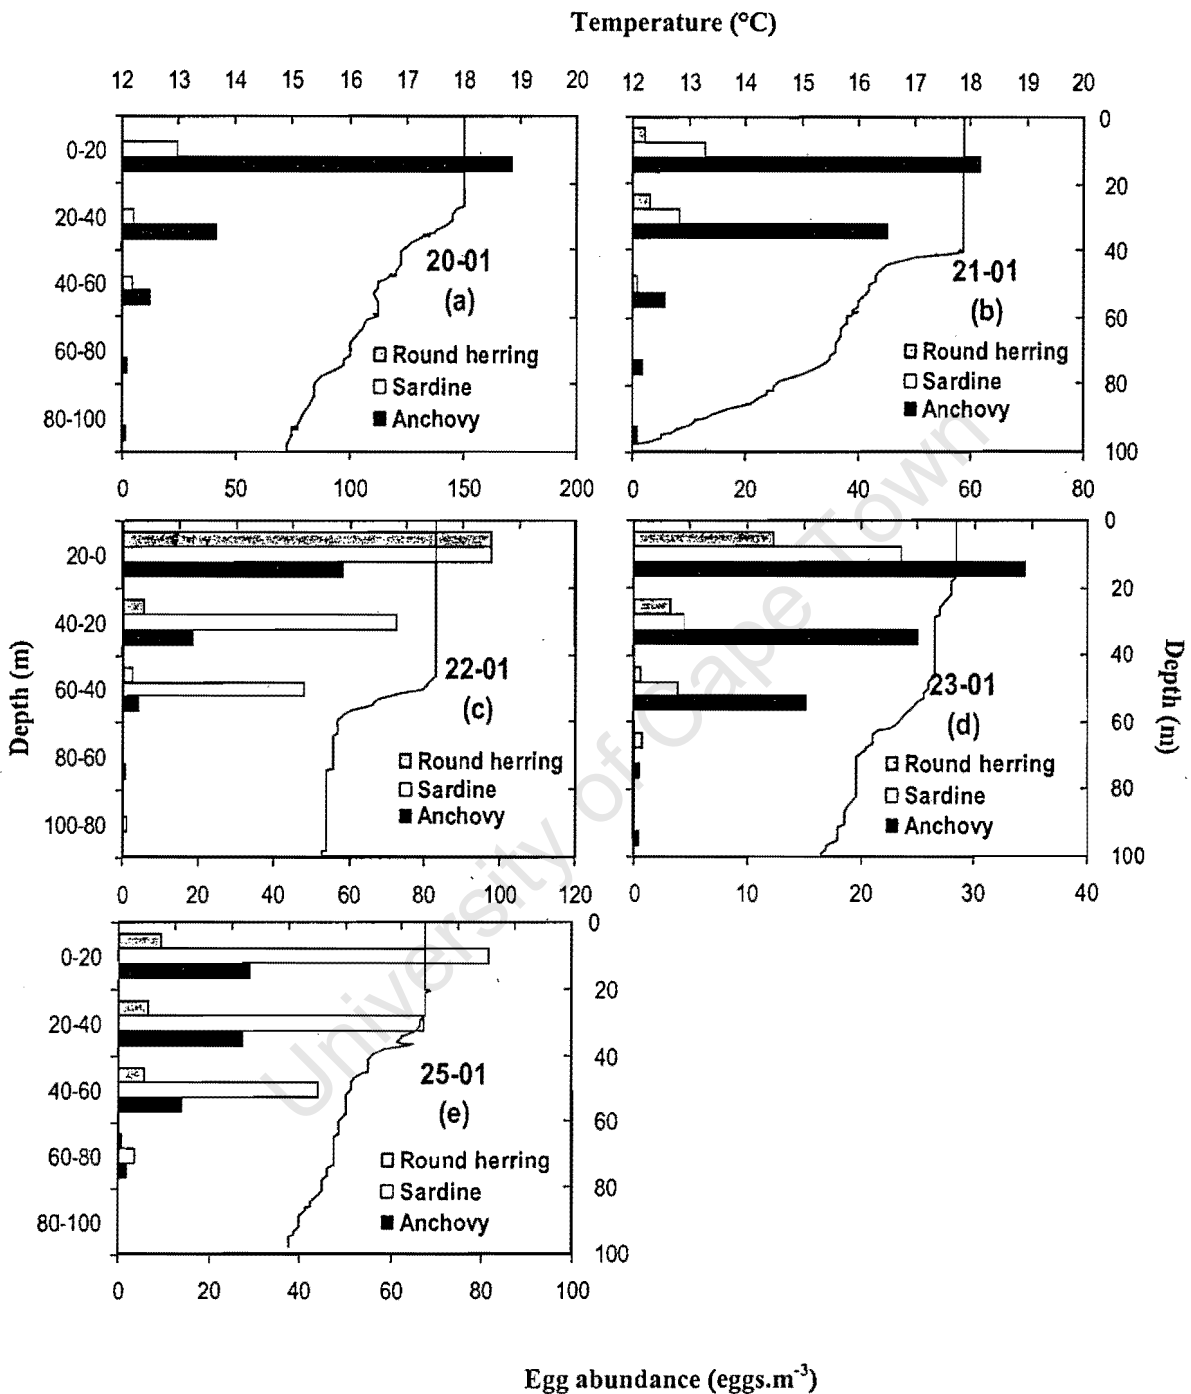 Temperature (°C)
12 13 14 15 16 17 18 19 20
12 13 14 15 16 17 18 19 20
0-20
20-40
40-60
60-80
80-100
20-01
(a)
Round herring
Sardine
Anchovy
0 50 100 150 200
0
20
40
60
80
100
21-01
(b)
Round herring
Sardine
Anchovy
0 20 40 60 80
Depth (m)
20-0
40-20
60-40
80-60
100-80
22-01
(c)
Round herring
Sardine
Anchovy
0 20 40 60 80 100 120
0
20
40
60
80
100
Depth (m)
23-01
(d)
Round herring
Sardine
Anchovy
0 10 20 30 40
0-20
20-40
40-60
60-80
80-100
0
20
40
60
80
100
25-01
(e)
Round herring
Sardine
Anchovy
0 20 40 60 80 100
Egg abundance (eggs.m⁻³)
University of Cape Town